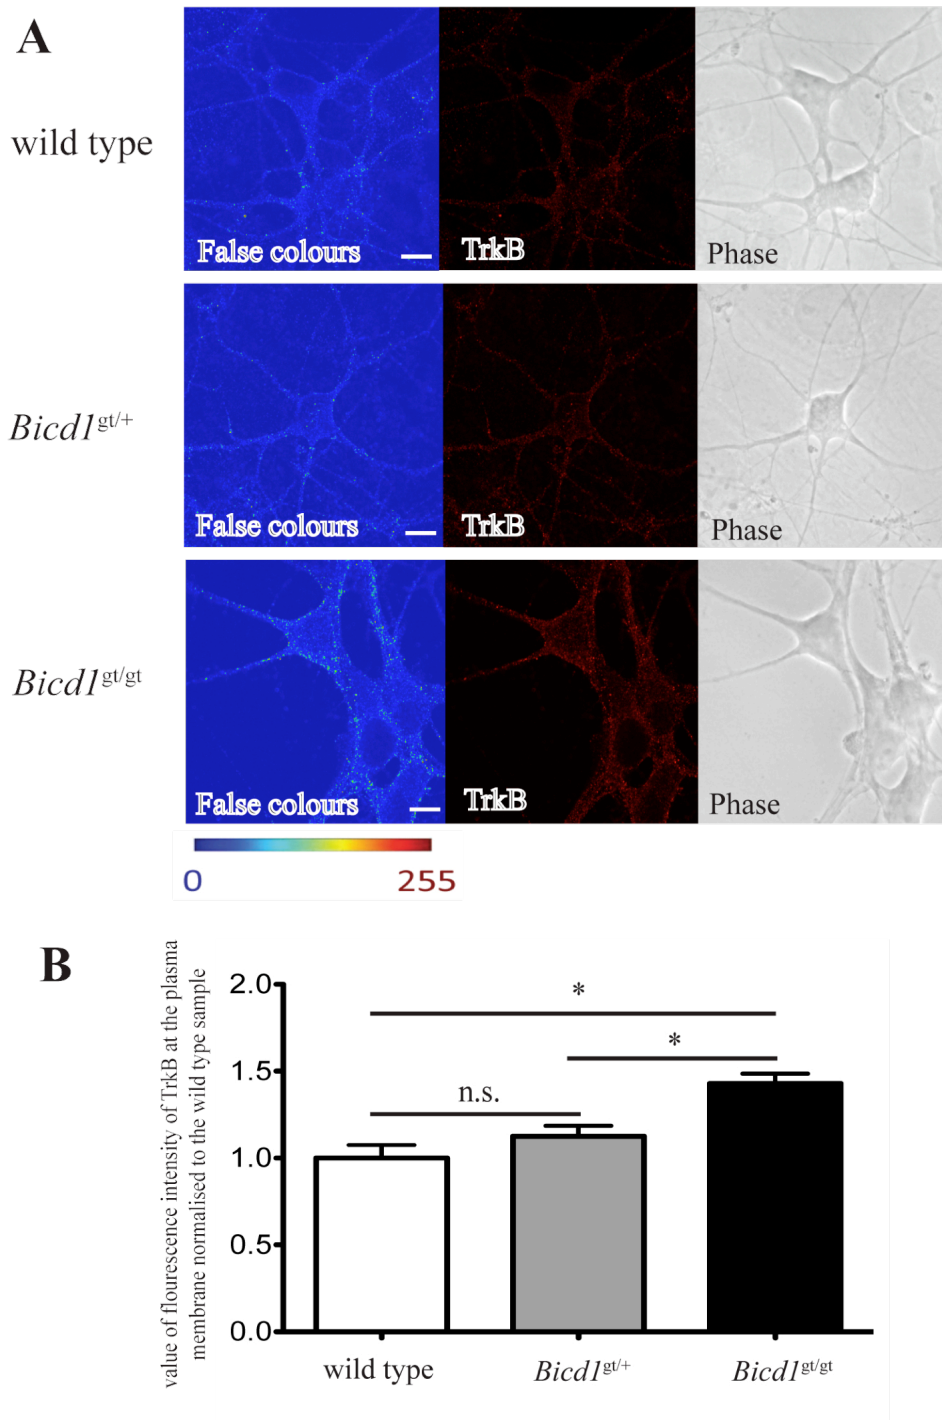 A
wild type
False colours
TrkB
Phase
Bicd1gt/+
False colours
TrkB
Phase
Bicd1gt/gt
False colours
TrkB
Phase
0
255
B
value of flourescence intensity of TrkB at the plasma
membrane normalised to the wild type sample
2.0
1.5
1.0
0.5
0.0
*
*
n.s.
wild type
Bicd1gt/+
Bicd1gt/gt